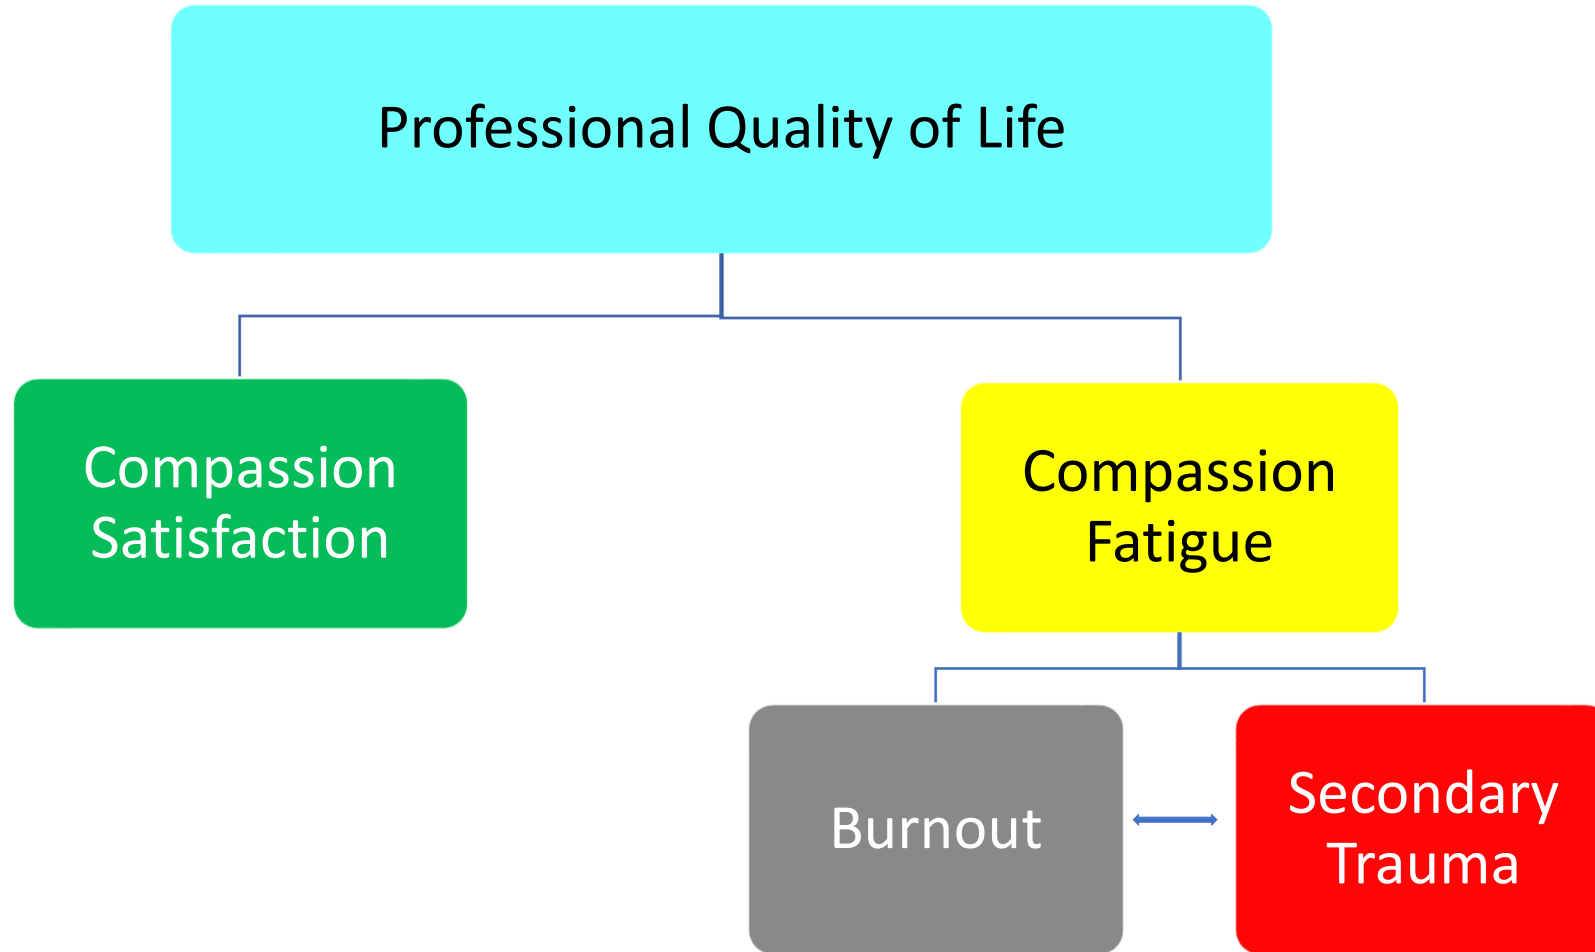 Professional Quality of Life
Compassion
Satisfaction
Compassion
Fatigue
Burnout
Secondary
Trauma